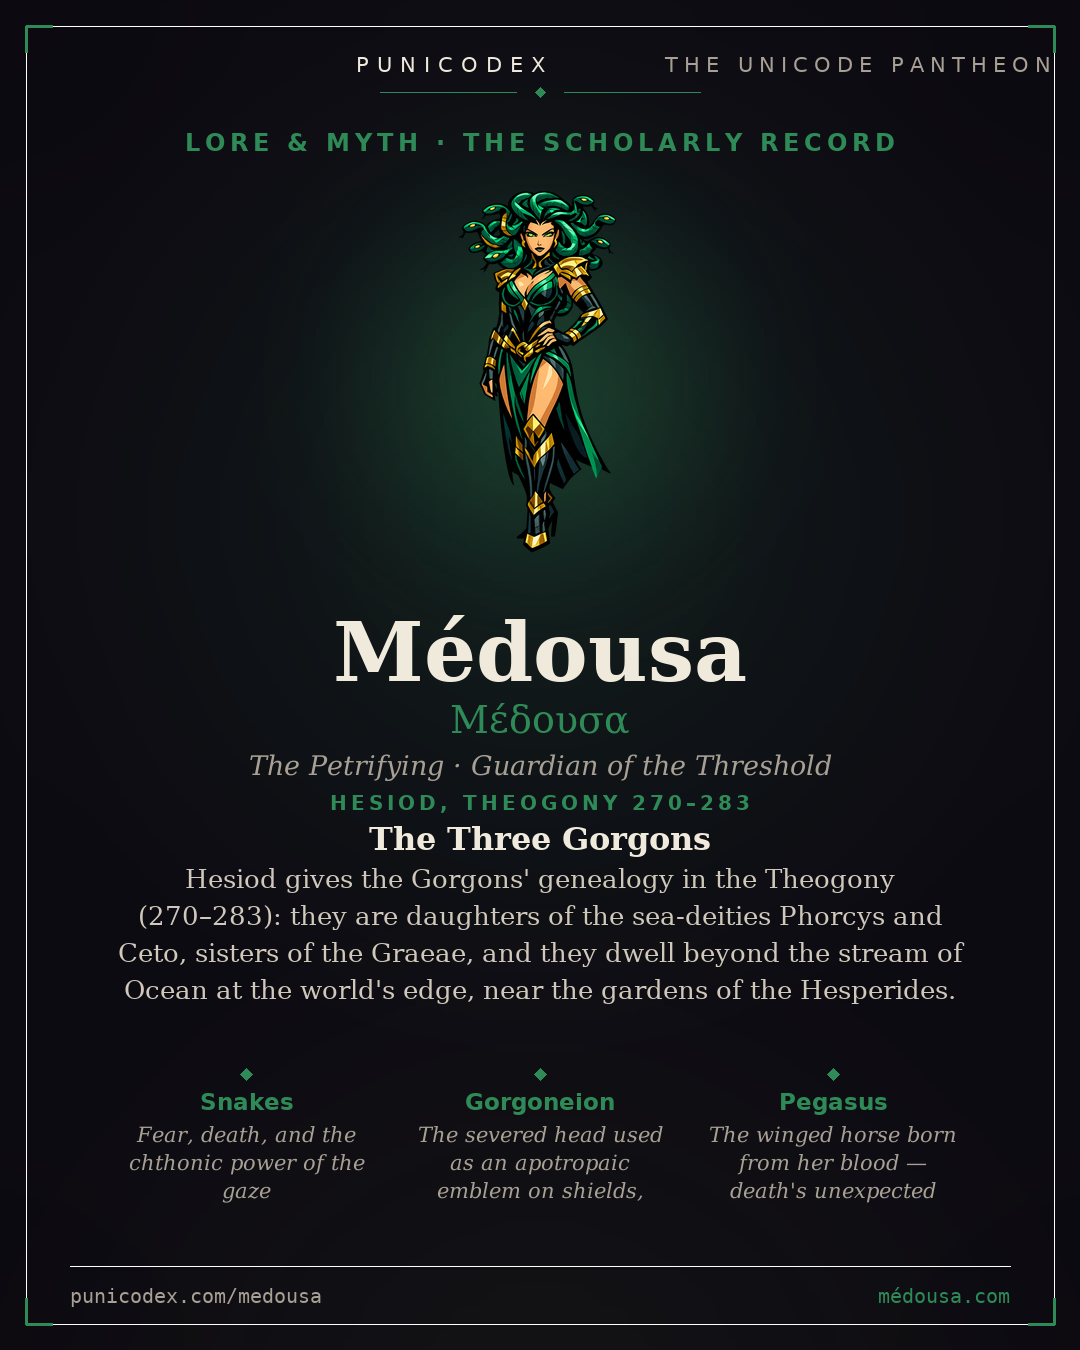 PUNICODEX THE UNICODE PANTHEON
LORE & MYTH · THE SCHOLARLY RECORD
Médousa
Μέδουσα
The Petrifying · Guardian of the Threshold
HESIOD, THEOGONY 270–283
The Three Gorgons
Hesiod gives the Gorgons' genealogy in the Theogony
(270–283): they are daughters of the sea-deities Phorcys and
Ceto, sisters of the Graeae, and they dwell beyond the stream of
Ocean at the world's edge, near the gardens of the Hesperides.
Snakes
Fear, death, and the
chthonic power of the
gaze
Gorgoneion
The severed head used
as an apotropaic
emblem on shields,
Pegasus
The winged horse born
from her blood —
death's unexpected
punicodex.com/medousa
médousa.com